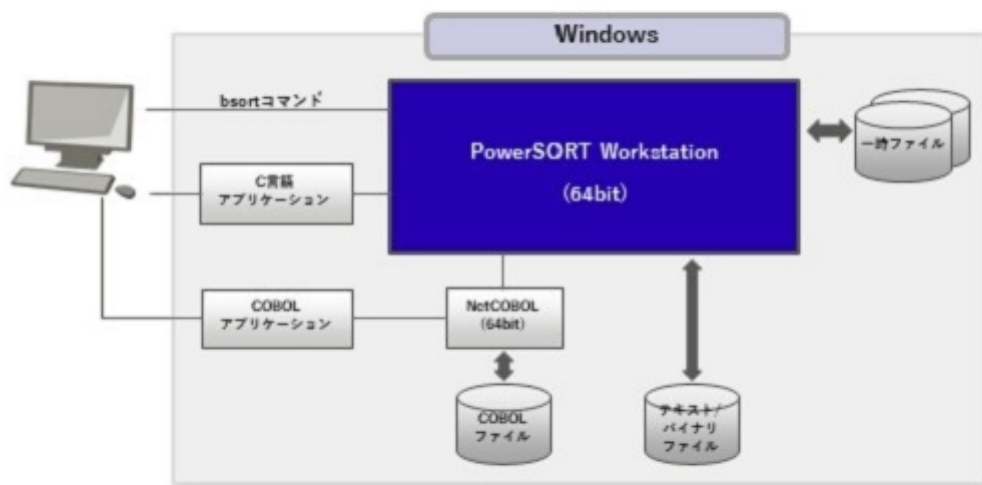 Windows
bsortコマンド
PowerSORT Workstation
(64bit)
一時ファイル
C言語
アプリケーション
COBOL
アプリケーション
NetCOBOL
(64bit)
COBOL
ファイル
テキスト/
バイナリ
ファイル